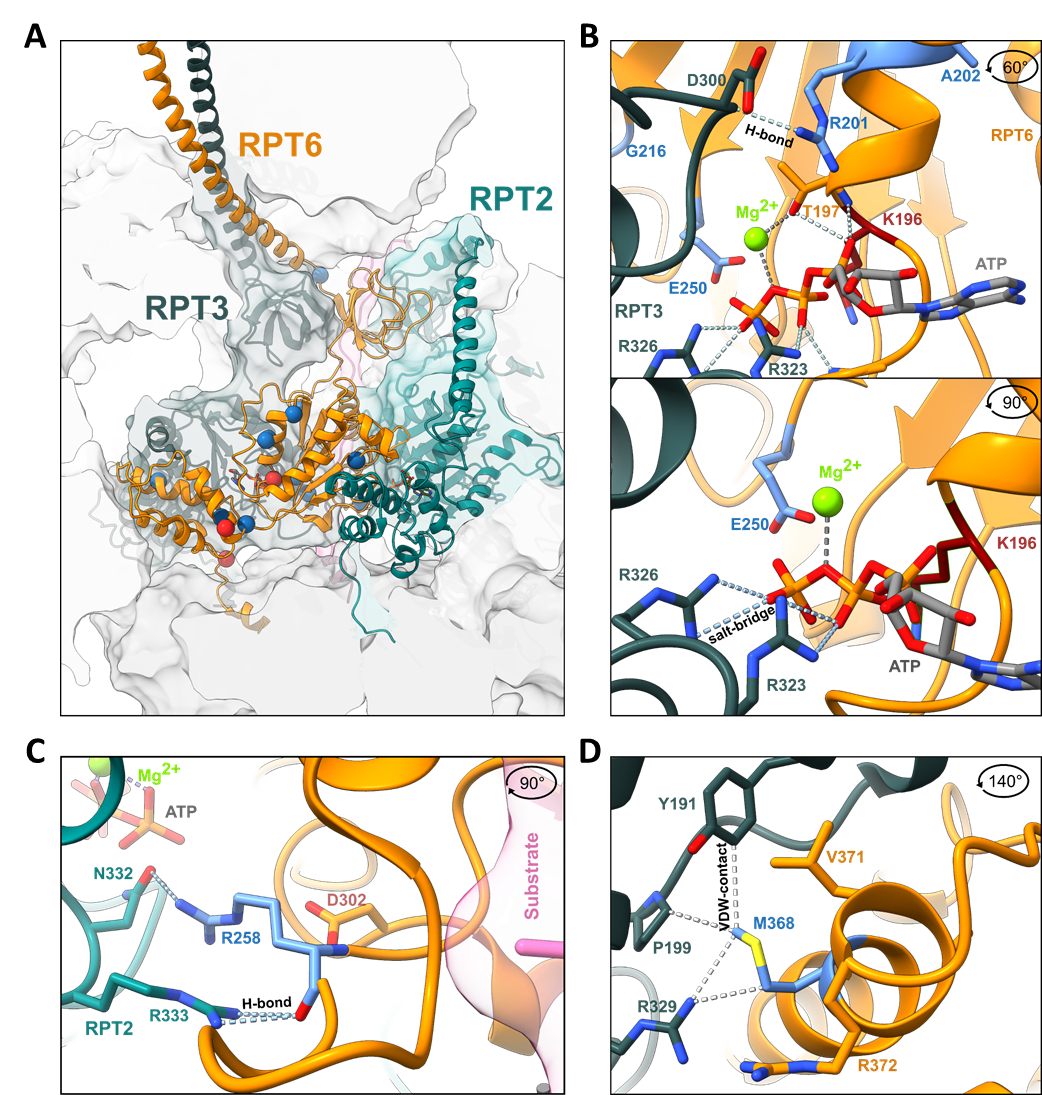 A
RPT6
RPT2
RPT3
B
60°
D300
A202
R201
H-bond
RPT6
G216
Mg2+
T197
K196
ATP
E250
RPT3
R326
R323
90°
Mg2+
E250
K196
R326
salt-bridge
ATP
R323
C
90°
Mg2+
ATP
N332
D302
Substrate
R258
H-bond
R333
RPT2
D
140°
Y191
VDW-contact
V371
M368
P199
R329
R372